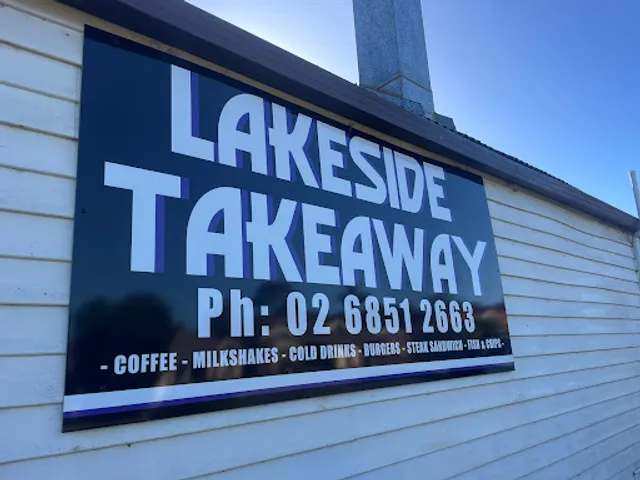 LAKESIDE
TAKEAWAY
Ph: 02 6851 2663
- COFFEE - MILKSHAKES - COLD DRINKS - BURGERS - STEAK SANDWICH - FISH & CHIPS -